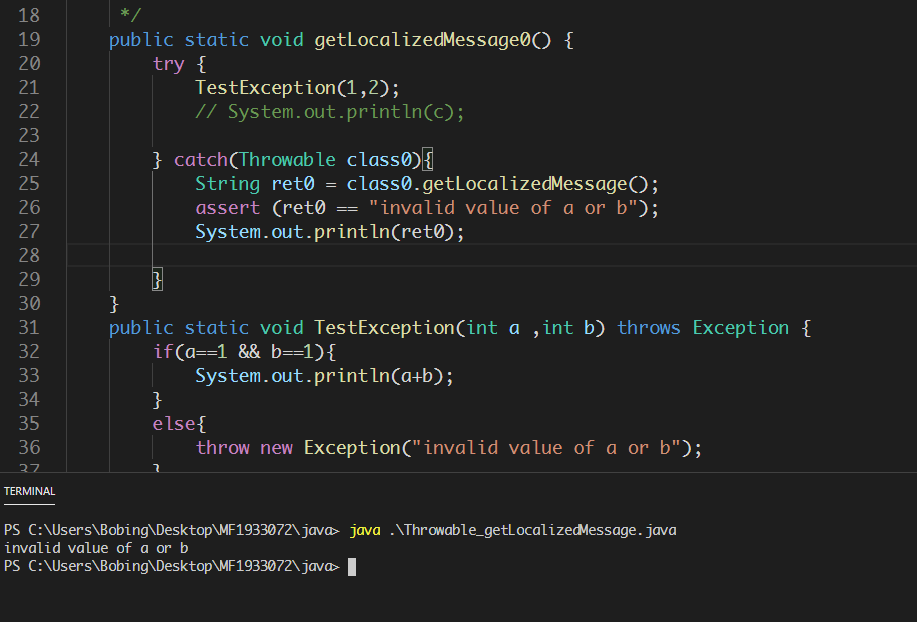 18 */
19 public static void getLocalizedMessage0() {
20 try {
21 TestException(1,2);
22 // System.out.println(c);
23
24 } catch(Throwable class0){
25 String ret0 = class0.getLocalizedMessage();
26 assert (ret0 == "invalid value of a or b");
27 System.out.println(ret0);
28
29 }
30 }
31 public static void TestException(int a ,int b) throws Exception {
32 if(a==1 && b==1){
33 System.out.println(a+b);
34 }
35 else{
36 throw new Exception("invalid value of a or b");
37 }
TERMINAL
PS C:\Users\Bobing\Desktop\MF1933072\java> java .\Throwable_getLocalizedMessage.java
invalid value of a or b
PS C:\Users\Bobing\Desktop\MF1933072\java>